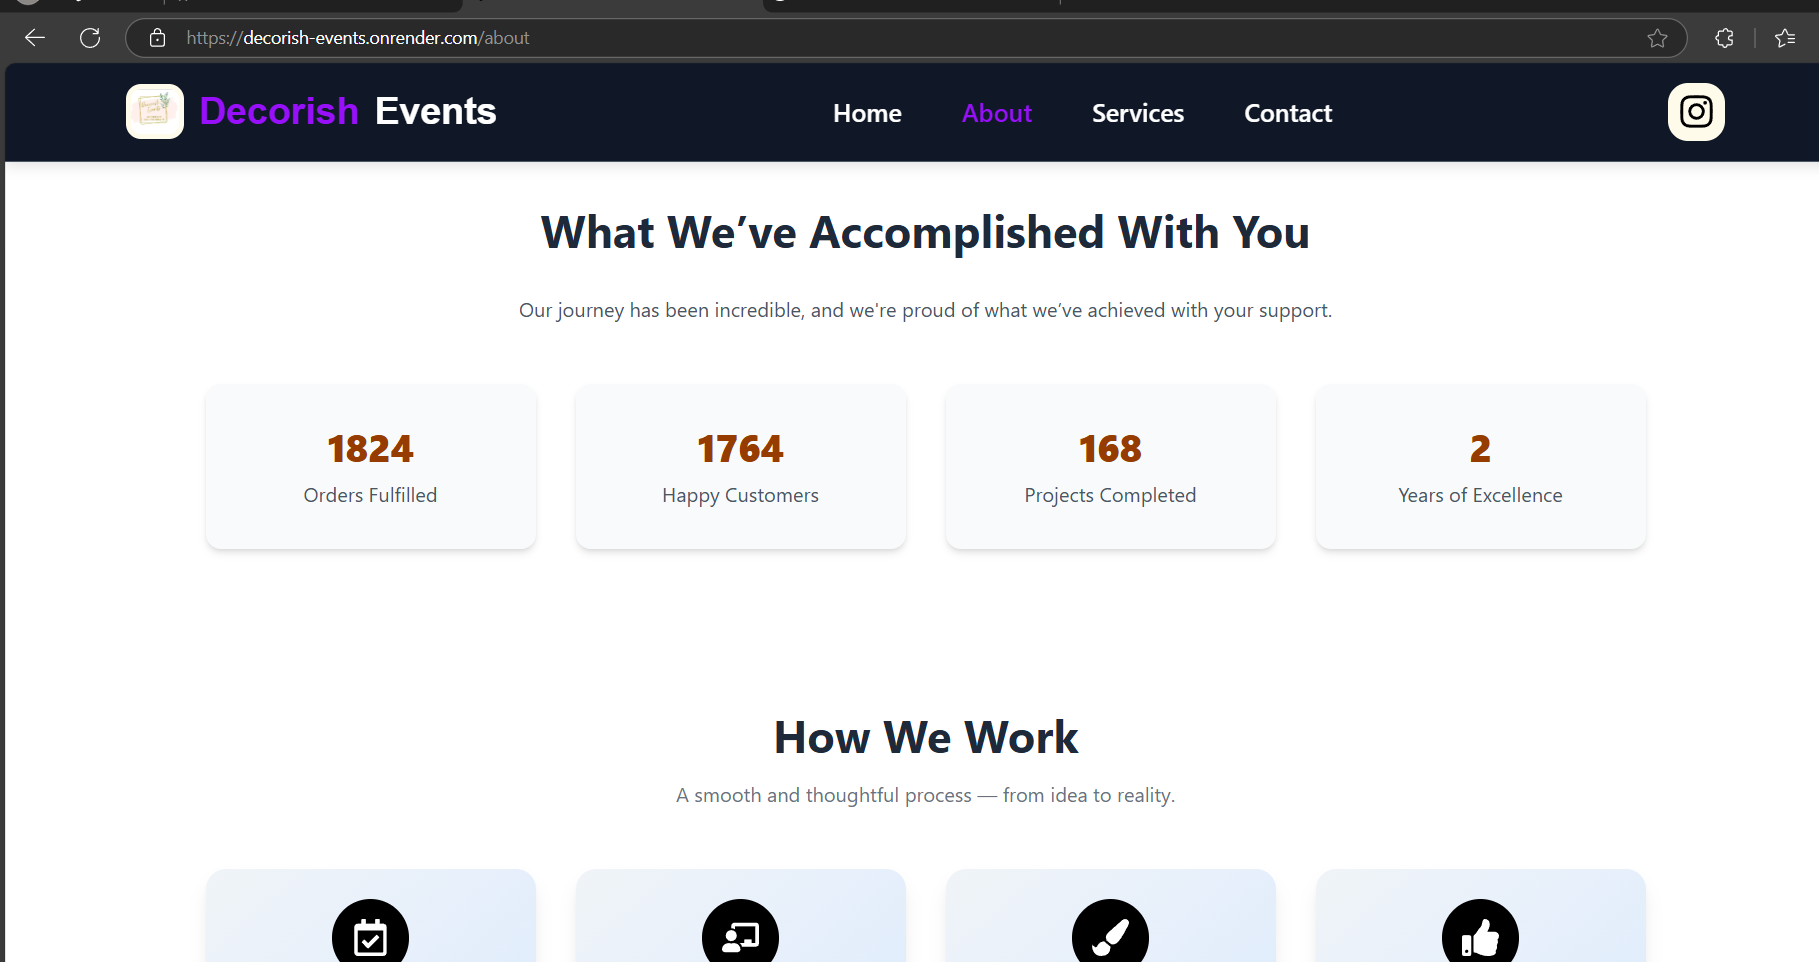 https://decorish-events.onrender.com/about
Decorish Events
Home
About
Services
Contact
What We’ve Accomplished With You
Our journey has been incredible, and we're proud of what we’ve achieved with your support.
1824
Orders Fulfilled
1764
Happy Customers
168
Projects Completed
2
Years of Excellence
How We Work
A smooth and thoughtful process — from idea to reality.